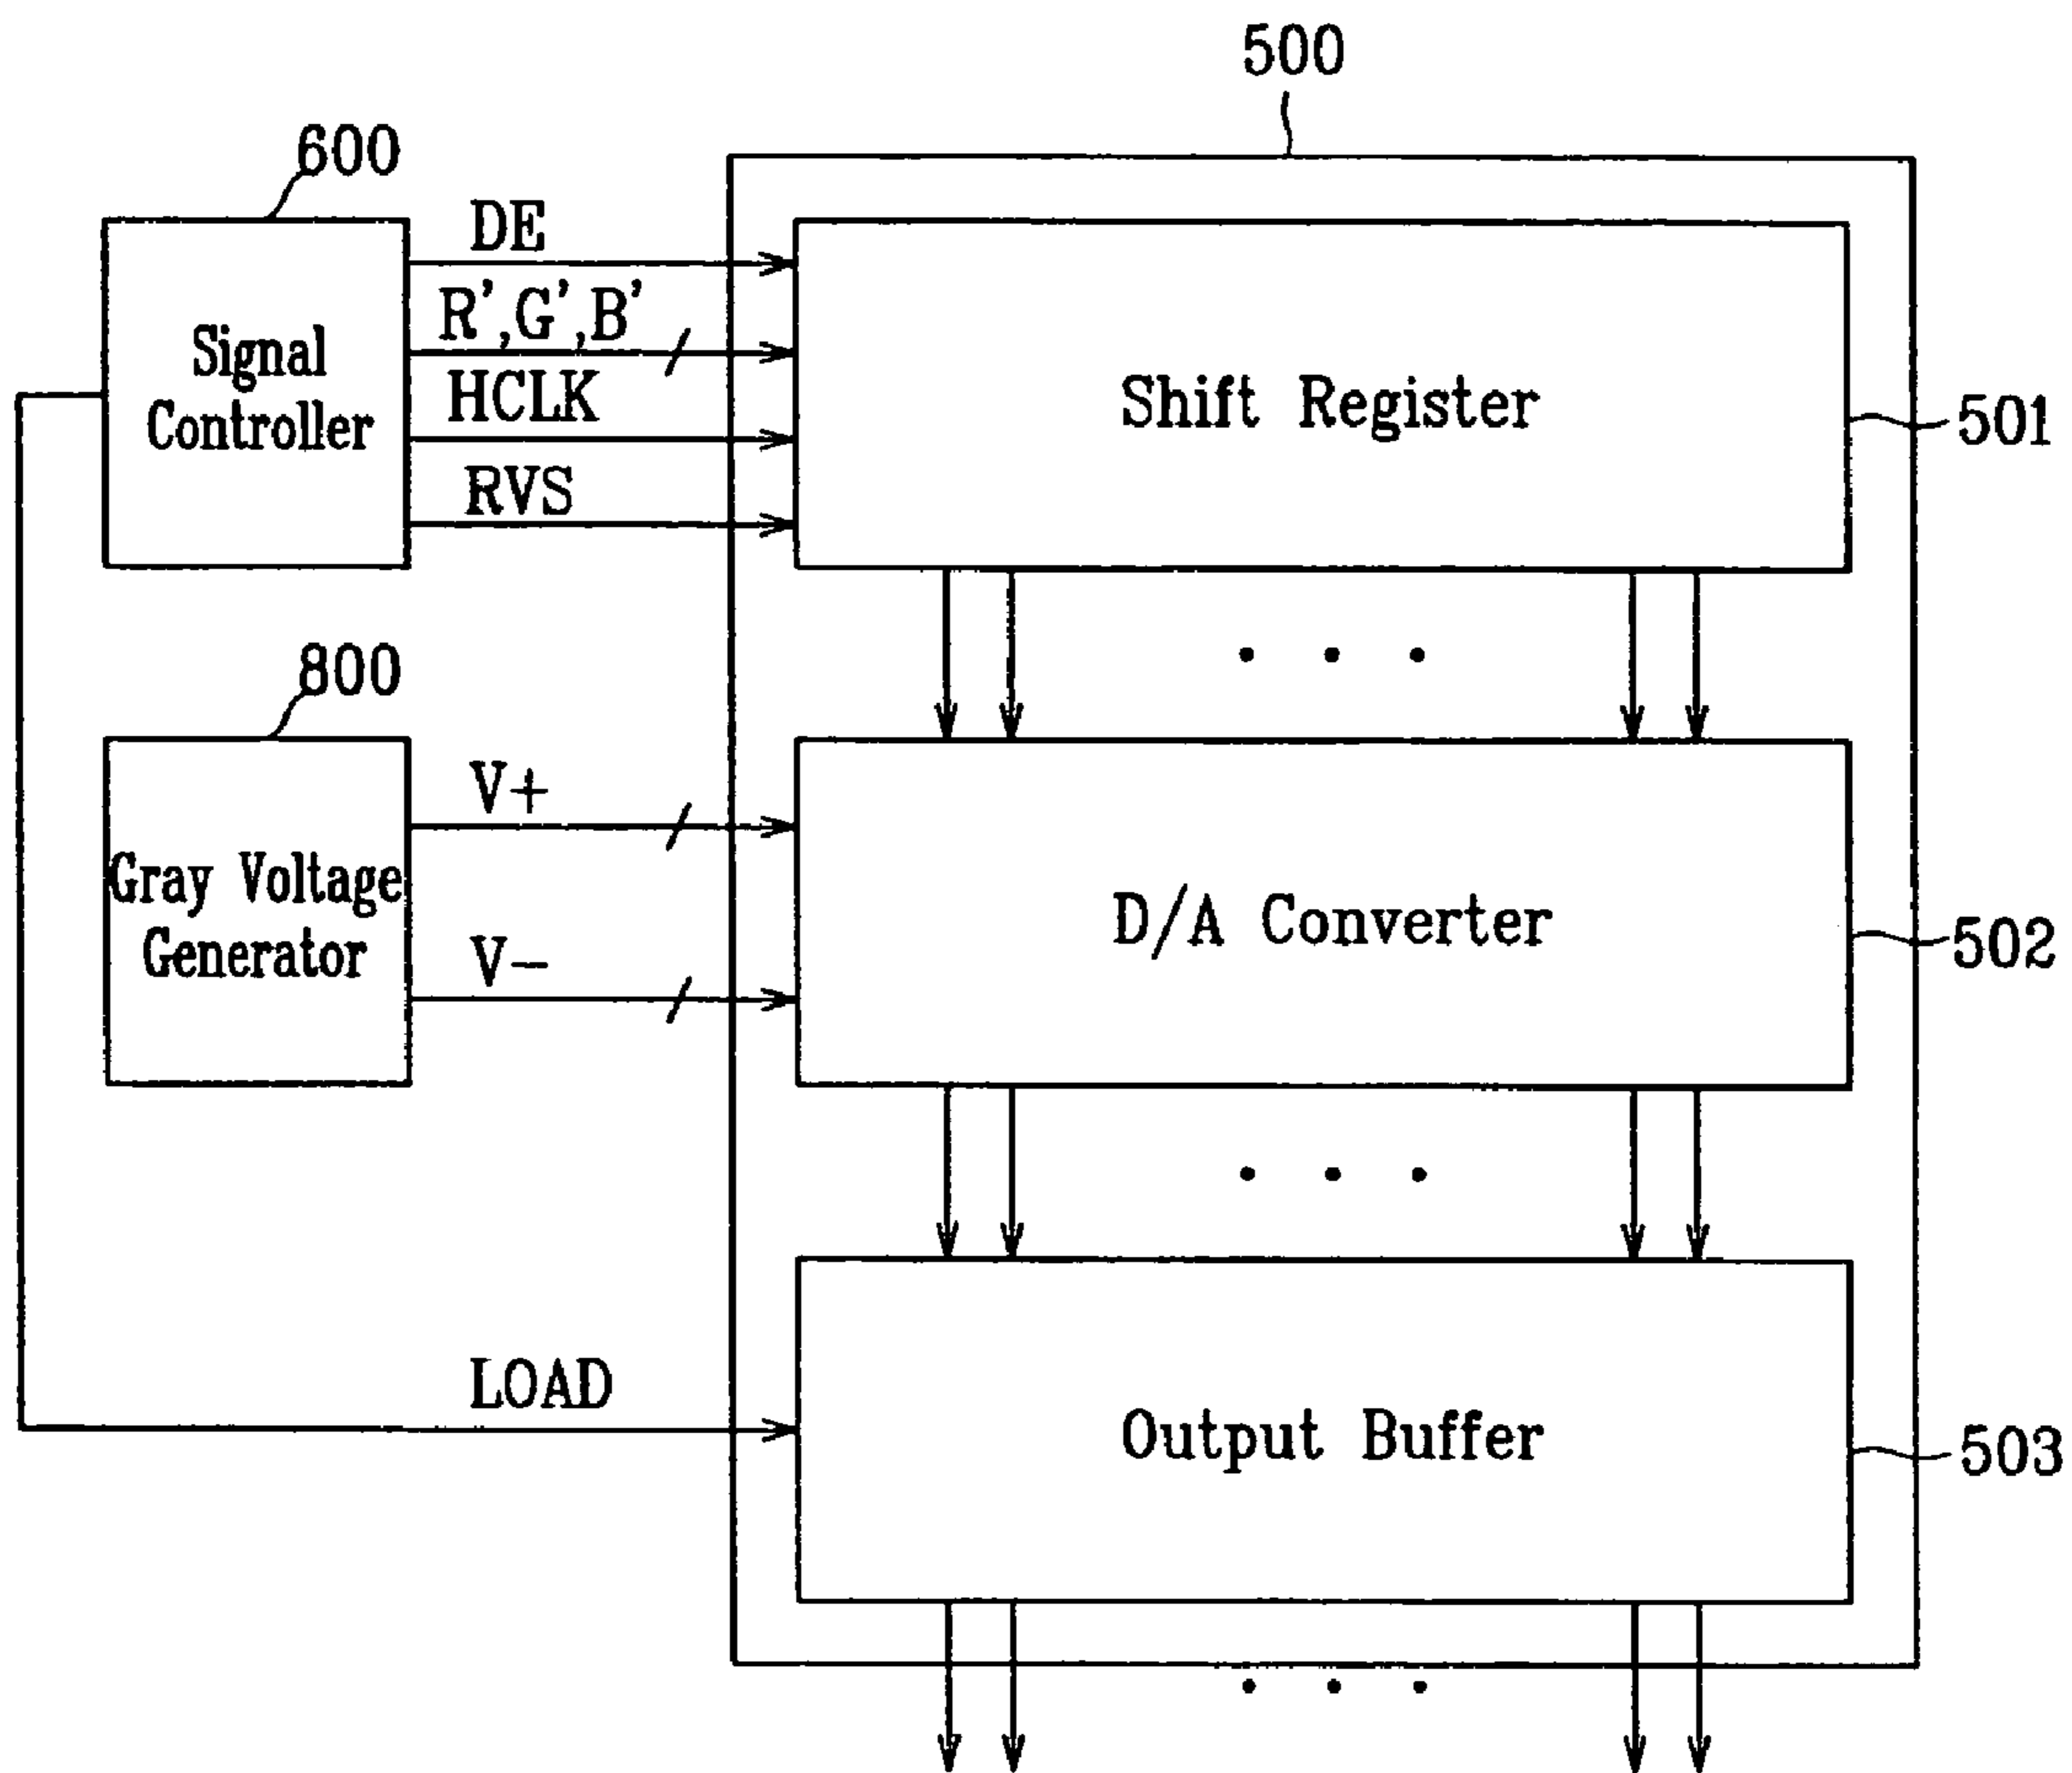 500
600
DE
R',G',B'
HCLK
RVS
Signal
Controller
Shift Register
501
800
V+
V-
Gray Voltage
Generator
D/A Converter
502
LOAD
Output Buffer
503